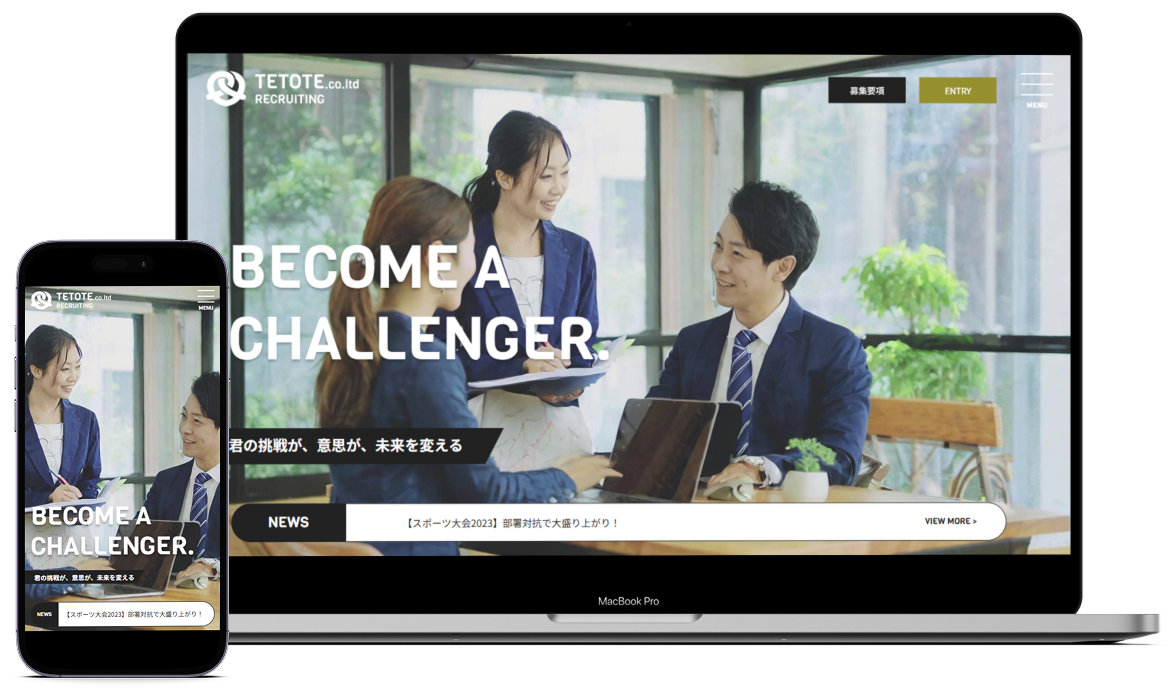 TETOTE.co.ltd
RECRUITING
募集要項
ENTRY
MENU
BECOME A
CHALLENGER.
君の挑戦が、意思が、未来を変える
NEWS
【スポーツ大会2023】部署対抗で大盛り上がり！
VIEW MORE >
MacBook Pro
TETOTE.co.ltd
RECRUITING
MENU
BECOME A
CHALLENGER.
君の挑戦が、意思が、未来を変える
NEWS
【スポーツ大会2023】部署対抗で大盛り上がり！